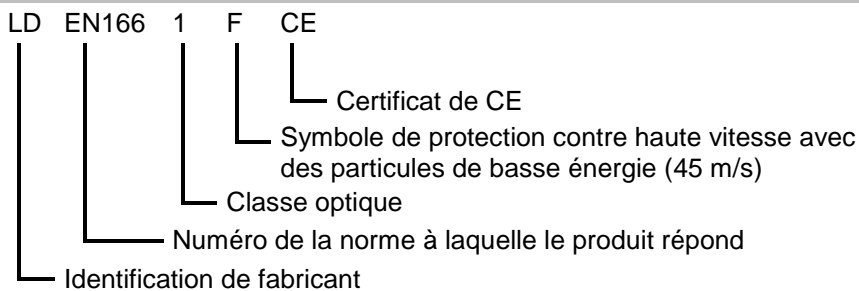 LD EN166 1 F CE
Certificat de CE
Symbole de protection contre haute vitesse avec
des particules de basse énergie (45 m/s)
Classe optique
Numéro de la norme à laquelle le produit répond
Identification de fabricant